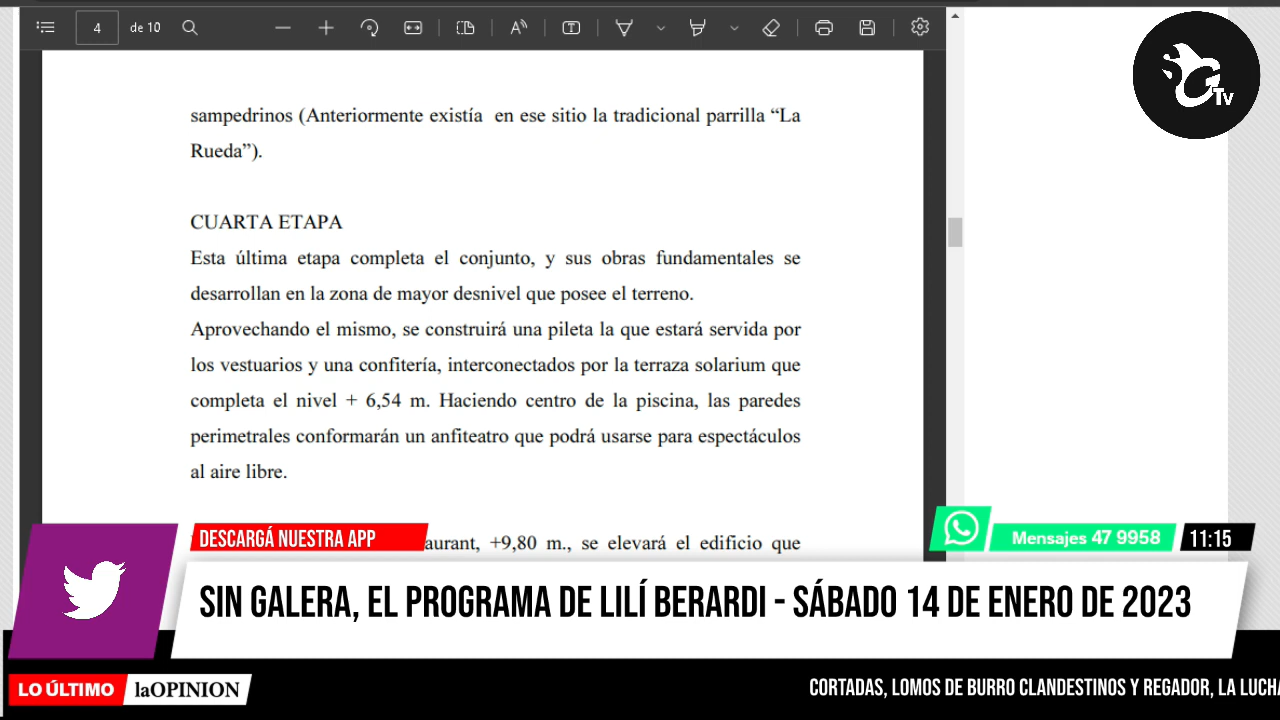 4 de 10
sampedrinos (Anteriormente existía en ese sitio la tradicional parrilla “La
Rueda”).
CUARTA ETAPA
Esta última etapa completa el conjunto, y sus obras fundamentales se
desarrollan en la zona de mayor desnivel que posee el terreno.
Aprovechando el mismo, se construirá una pileta la que estará servida por
los vestuarios y una confitería, interconectados por la terraza solarium que
completa el nivel + 6,54 m. Haciendo centro de la piscina, las paredes
perimetrales conformarán un anfiteatro que podrá usarse para espectáculos
al aire libre.
aurant, +9,80 m., se elevará el edificio que
SG Tv
DESCARGÁ NUESTRA APP
Mensajes 47 9958
11:15
SIN GALERA, EL PROGRAMA DE LILÍ BERARDI - SÁBADO 14 DE ENERO DE 2023
LO ÚLTIMO laOPINION
CORTADAS, LOMOS DE BURRO CLANDESTINOS Y REGADOR, LA LUCHA